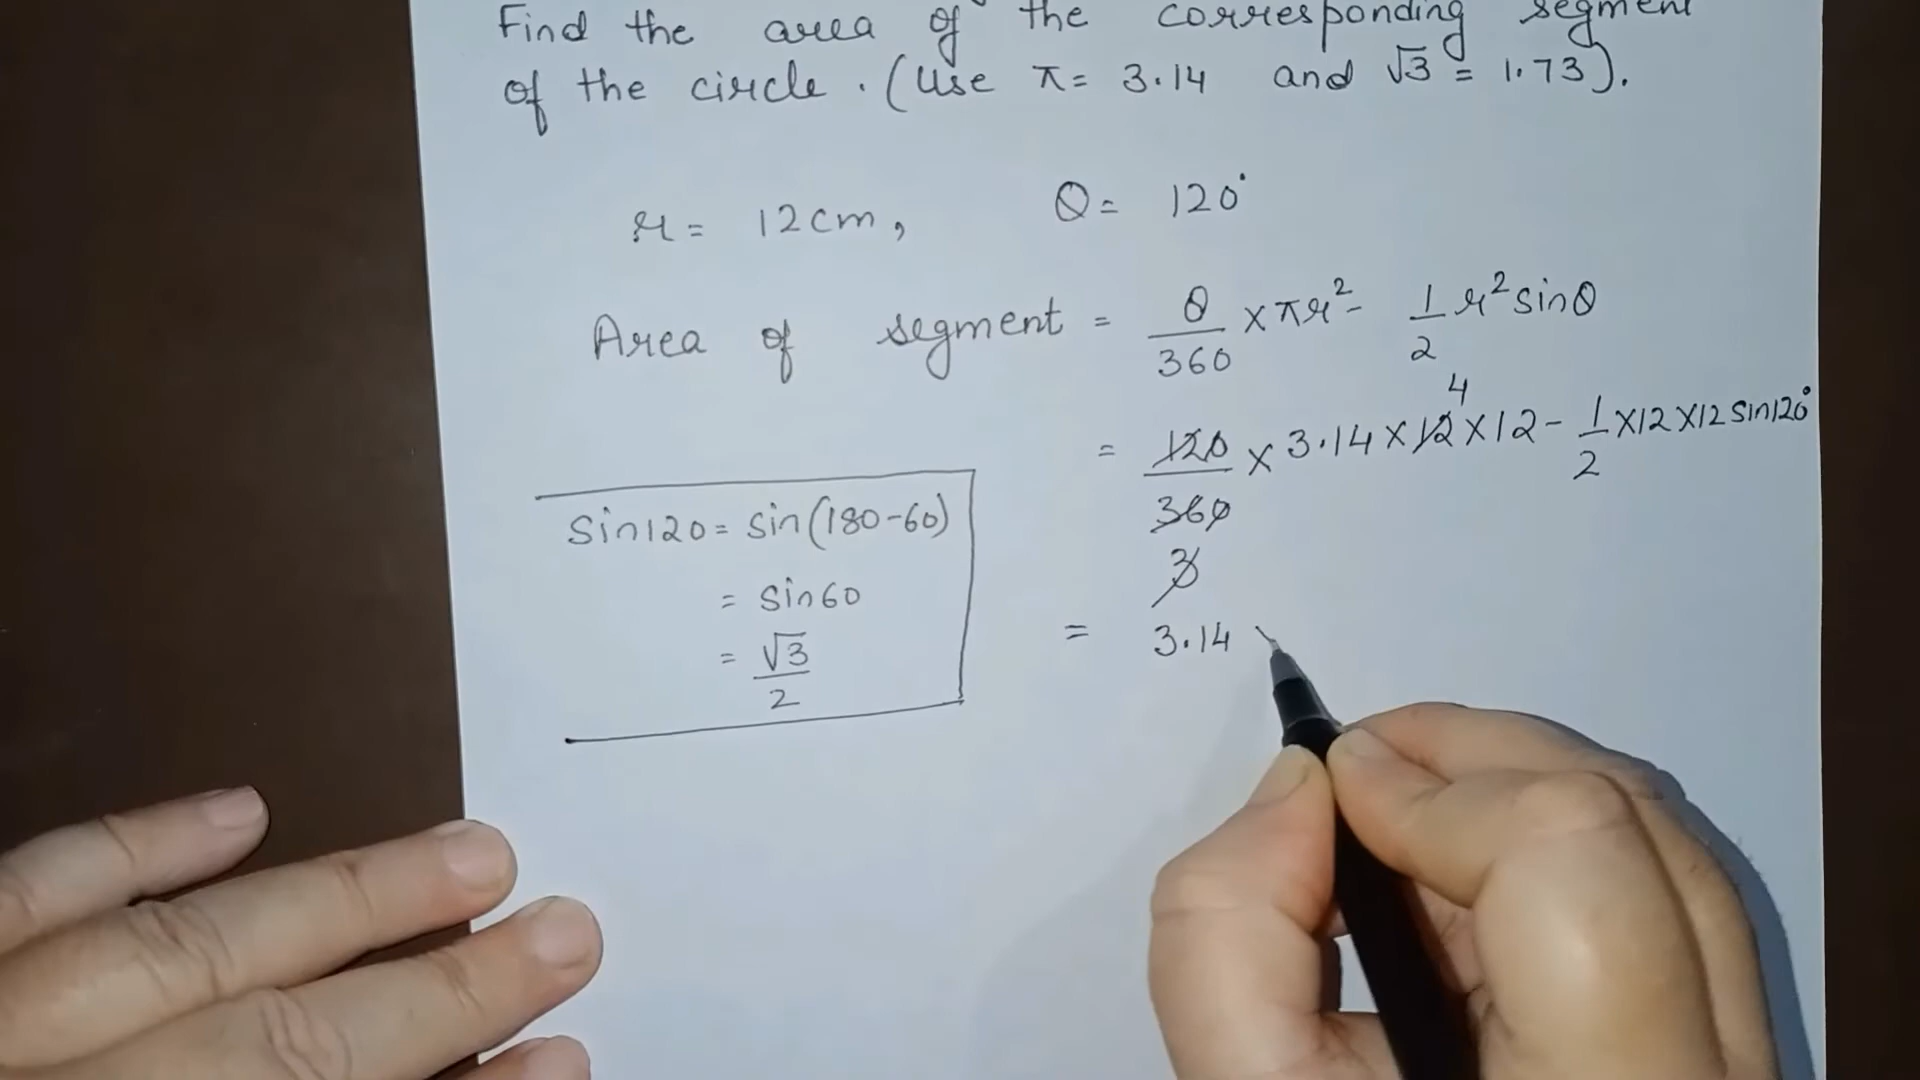 Find the area of the corresponding segment
of the circle. (Use π = 3.14 and √3 = 1.73).
r = 12cm, θ = 120°
Area of segment = θ/360 × πr² - 1/2 r² sinθ
4
= 120/360 × 3.14 × 12 × 12 - 1/2 × 12 × 12 sin120°
3
Sin120 = sin(180-60)
= sin60
= √3/2
= 3.14